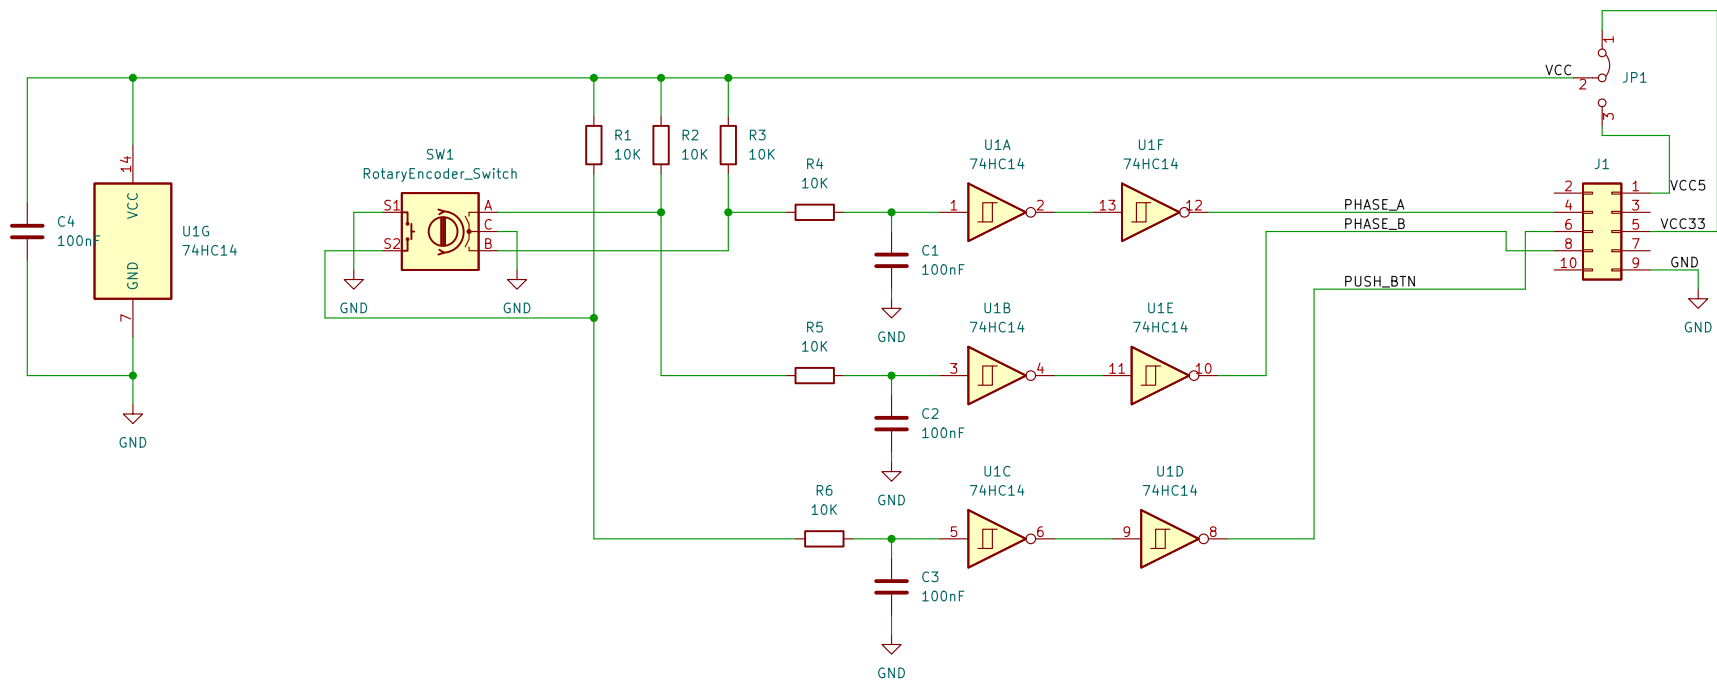 1
VCC
2
JP1
3
R1
10K
R2
10K
R3
10K
SW1
RotaryEncoder_Switch
S1
S2
A
C
B
GND
GND
C4
100nF
14
VCC
GND
7
U1G
74HC14
GND
R4
10K
C1
100nF
GND
U1A
74HC14
1
2
U1F
74HC14
13
12
PHASE_A
PHASE_B
PUSH_BTN
J1
2
4
6
8
10
1
3
5
7
9
VCC5
VCC33
GND
GND
R5
10K
C2
100nF
GND
U1B
74HC14
3
4
U1E
74HC14
11
10
R6
10K
C3
100nF
GND
U1C
74HC14
5
6
U1D
74HC14
9
8